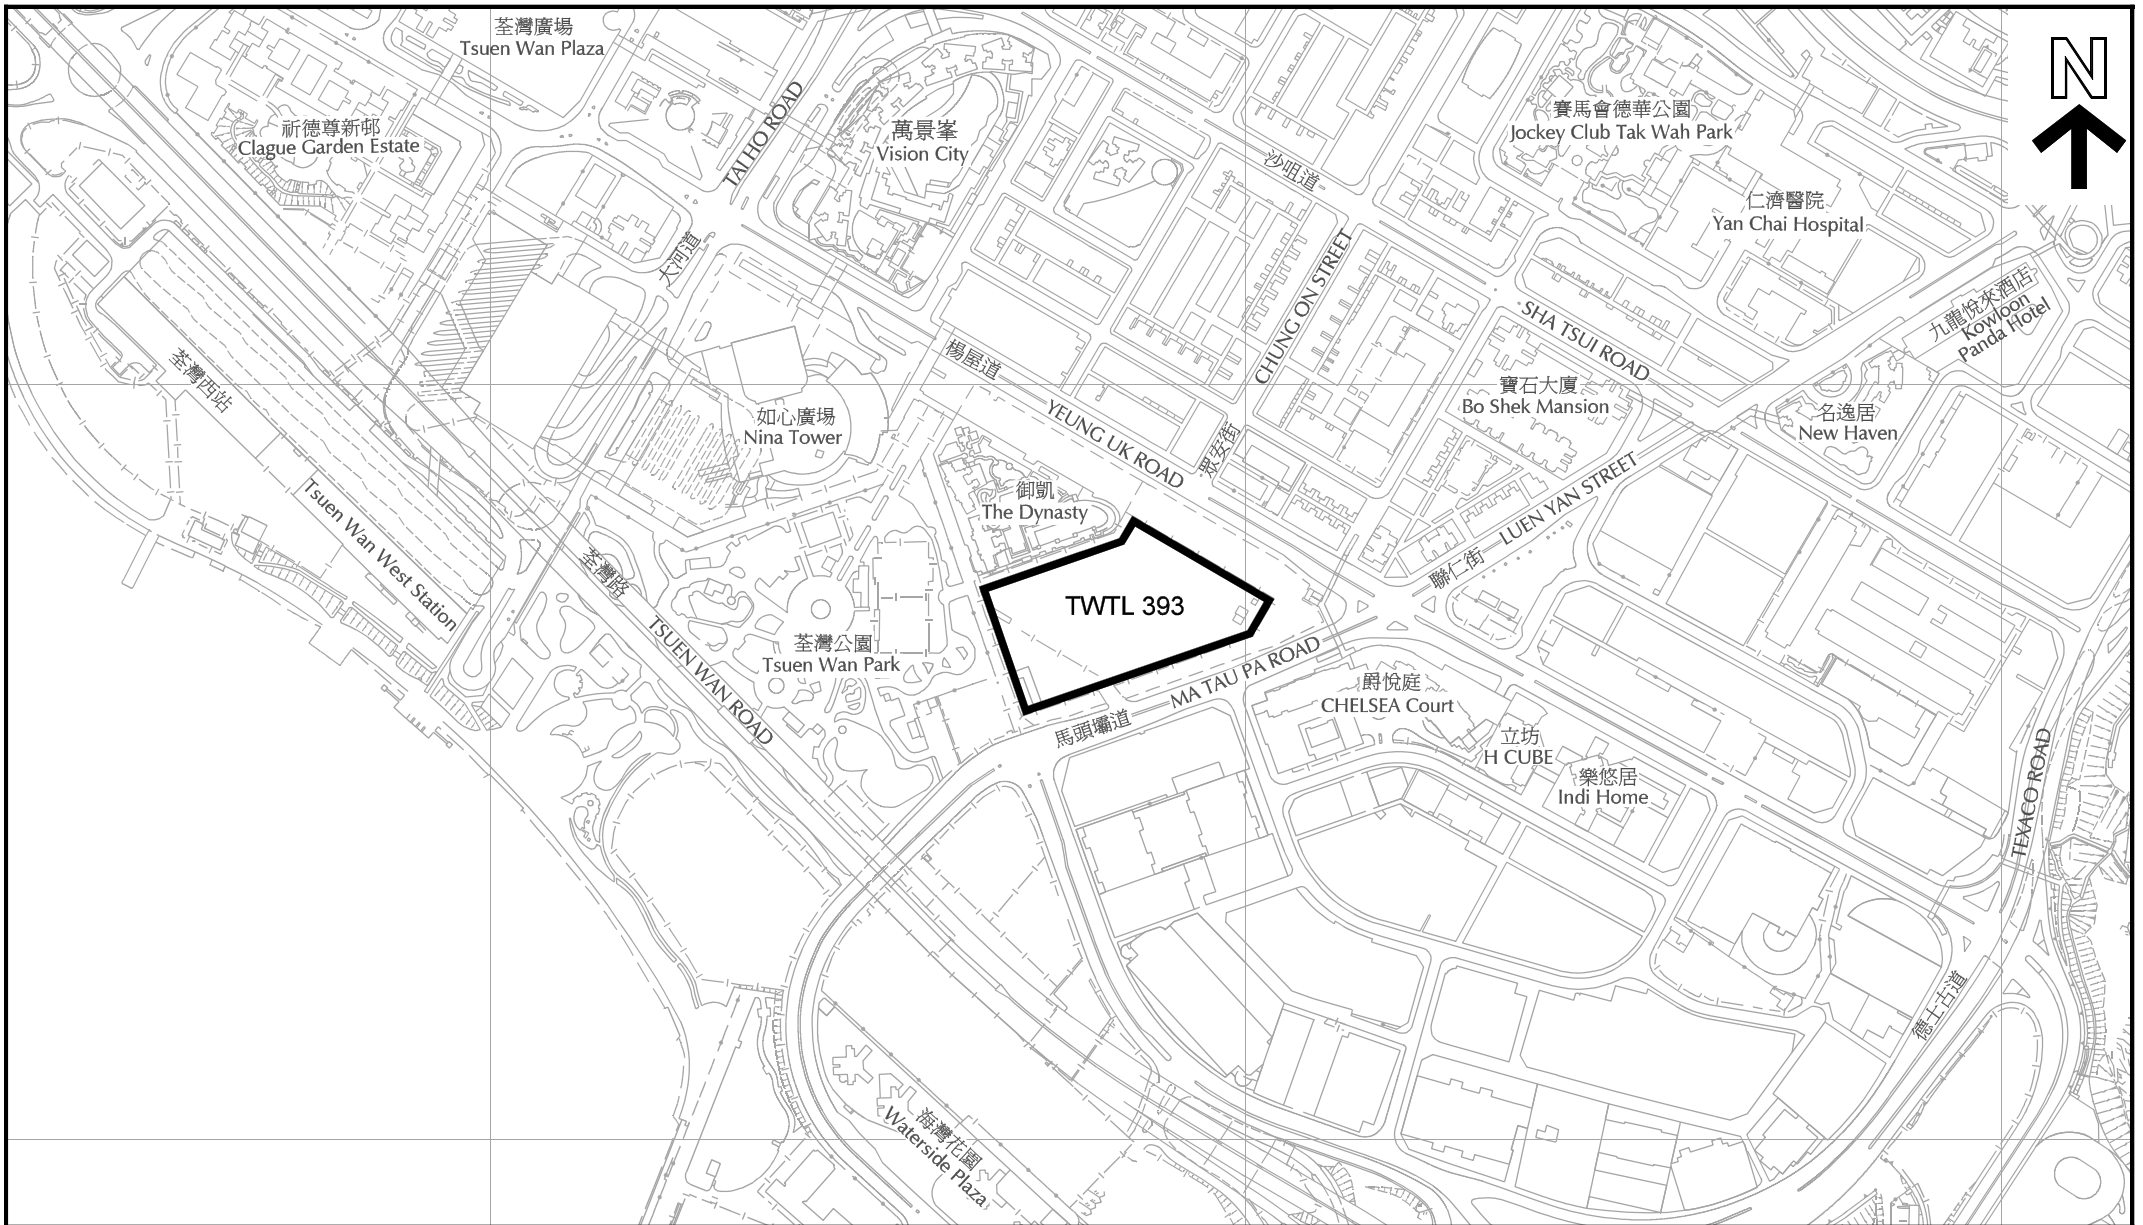 荃灣廣場
Tsuen Wan Plaza
N
TAI HO ROAD
大河道
祈德尊新邨
Clague Garden Estate
萬景峯
Vision City
沙咀道
賽馬會德華公園
Jockey Club Tak Wah Park
仁濟醫院
Yan Chai Hospital
CHUNG ON STREET
眾安街
SHA TSUI ROAD
九龍悅來酒店
Kowloon
Panda Hotel
荃灣西站
Tsuen Wan West Station
楊屋道
YEUNG UK ROAD
如心廣場
Nina Tower
寶石大廈
Bo Shek Mansion
名逸居
New Haven
御凱
The Dynasty
聯仁街
LUEN YAN STREET
荃灣路
TSUEN WAN ROAD
荃灣公園
Tsuen Wan Park
TWTL 393
馬頭壩道
MA TAU PA ROAD
爵悅庭
CHELSEA Court
立坊
H CUBE
樂悠居
Indi Home
TEXACO ROAD
德士古道
海灣花園
Waterside Plaza